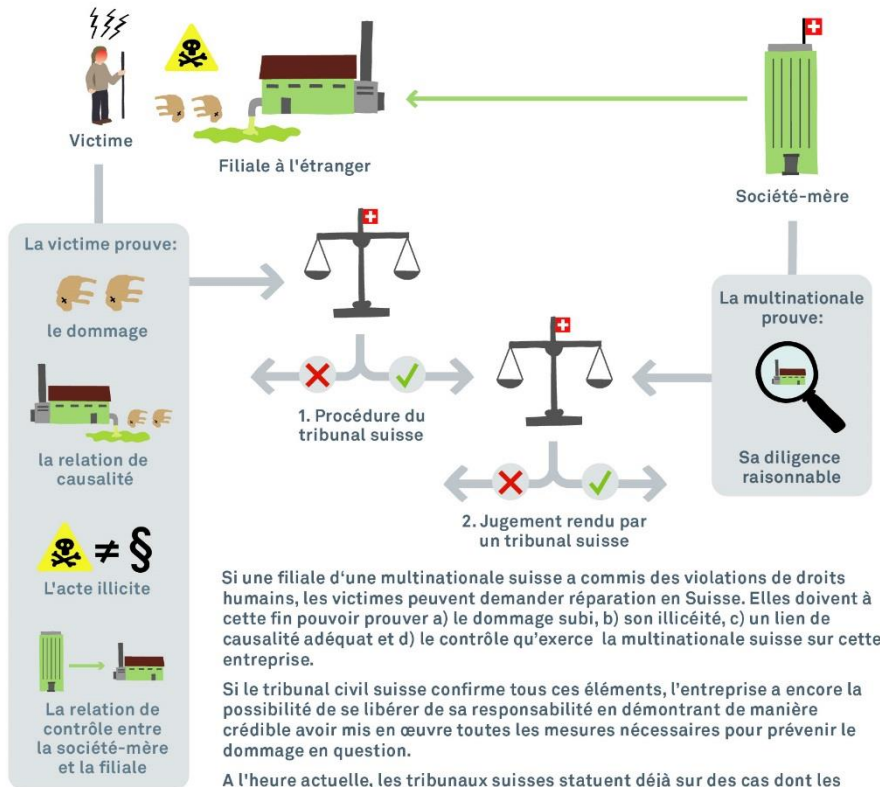 Victime
Filiale à l'étranger
Société-mère
La victime prouve:
le dommage
la relation de
causalité
≠ §
L'acte illicite
La relation de
contrôle entre
la société-mère
et la filiale
1. Procédure du
tribunal suisse
2. Jugement rendu par
un tribunal suisse
La multinationale
prouve:
Sa diligence
raisonnable
Si une filiale d‘une multinationale suisse a commis des violations de droits
humains, les victimes peuvent demander réparation en Suisse. Elles doivent à
cette fin pouvoir prouver a) le dommage subi, b) son illicéité, c) un lien de
causalité adéquat et d) le contrôle qu’exerce la multinationale suisse sur cette
entreprise.
Si le tribunal civil suisse confirme tous ces éléments, l’entreprise a encore la
possibilité de se libérer de sa responsabilité en démontrant de manière
crédible avoir mis en œuvre toutes les mesures nécessaires pour prévenir le
dommage en question.
A l'heure actuelle, les tribunaux suisses statuent déjà sur des cas dont les